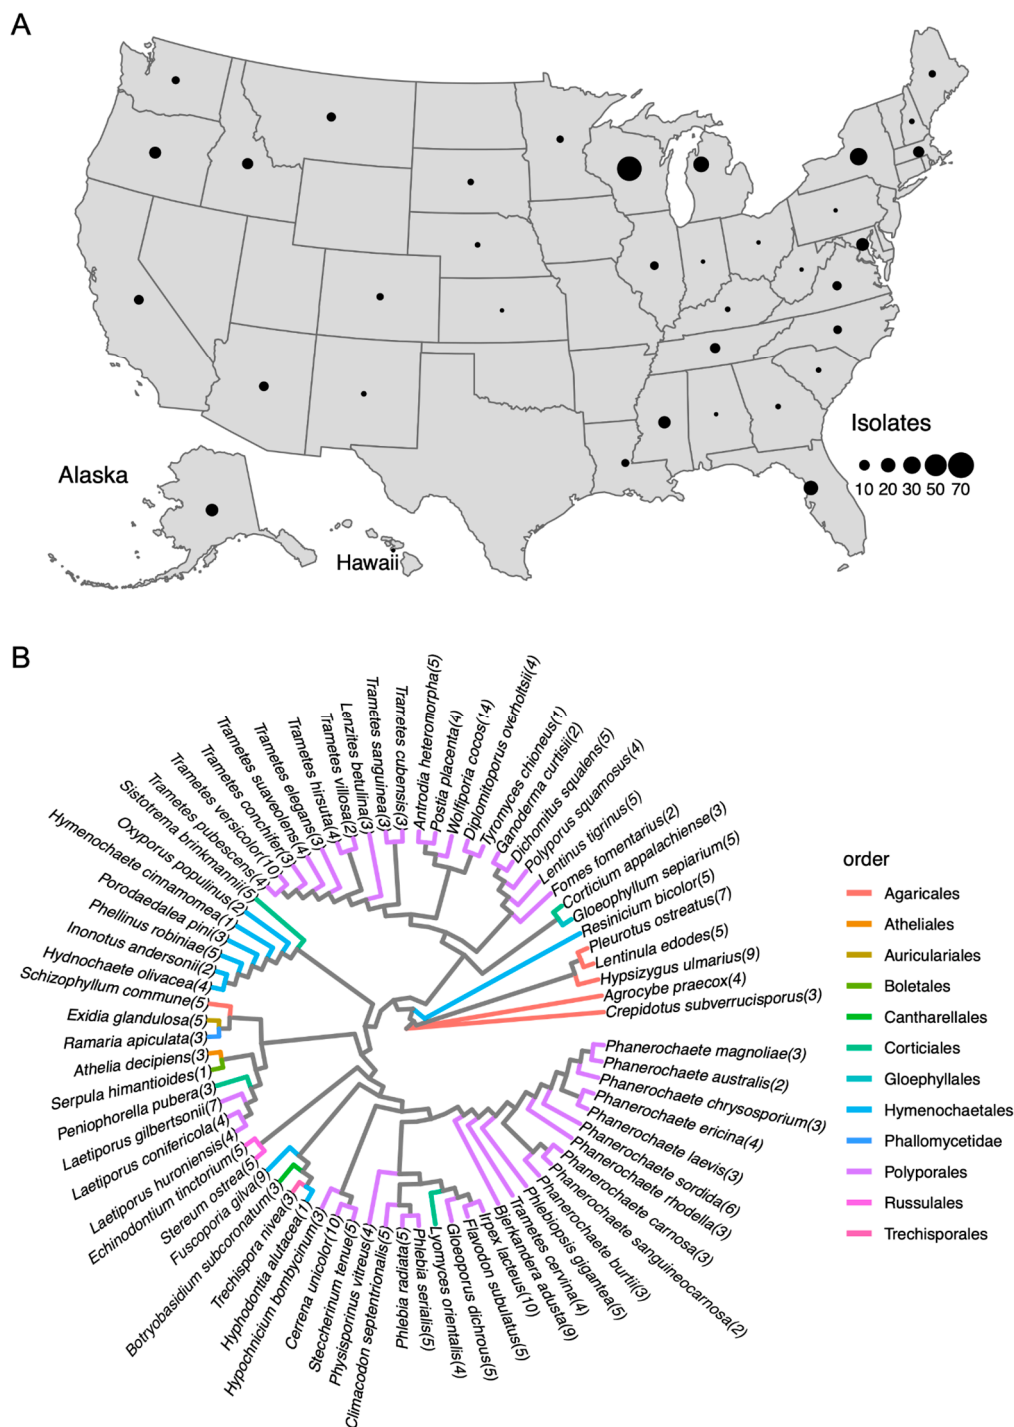 A
Alaska
Hawaii
Isolates
10 20 30 50 70
B
Hymenochaete cinnamomea(1)
Oxyporus populinus(2)
Sistotrema brinkmannii(5)
Trametes pubescens(4)
Trametes versicolor(10)
Trametes conchifer(3)
Trametes suaveolens(4)
Trametes elegans(3)
Trametes hirsuta(4)
Trametes villosa(2)
Lenzites betulina(3)
Trametes sanguinea(3)
Trametes cubensis(3)
Antrodia heteromorpha(5)
Postia placenta(4)
Wolfiporia cocos(14)
Diplomitoporus overholtsii(4)
Tyromyces chioneus(1)
Ganoderma curtisii(2)
Dichomitus squalens(5)
Polyporus squamosus(4)
Lentinus tigrinus(5)
Fomes fomentarius(2)
Corticium appalachiense(3)
Gloeophyllum sepiarium(5)
Resinicium bicolor(5)
Pleurotus ostreatus(7)
Lentinula edodes(5)
Hypsizygus ulmarius(9)
Agrocybe praecox(4)
Crepidotus subverrucisporus(3)
Phanerochaete magnoliae(3)
Phanerochaete australis(2)
Phanerochaete chrysosporium(3)
Phanerochaete ericina(4)
Phanerochaete laevis(3)
Phanerochaete sordida(6)
Phanerochaete rhodella(3)
Phanerochaete carnosa(3)
Phanerochaete sanguineocarnosa(2)
Phanerochaete burtii(3)
Phlebiopsis gigantea(5)
Trametes cervina(4)
Bjerkandera adusta(9)
Irpex lacteus(10)
Flavodon subulatus(5)
Gloeoporus dichrous(5)
Lyomyces orientalis(4)
Phlebia serialis(5)
Phlebia radiata(5)
Climacodon septentrionalis(5)
Physisporinus vitreus(4)
Steccherinum tenue(5)
Cerrena unicolor(10)
Hypochnicium bombycinum(3)
Hyphodontia alutacea(1)
Trechispora nivea(3)
Botryobasidium subcoronatum(3)
Fuscoporia gilva(9)
Stereum ostrea(5)
Echinodontium tinctorium(5)
Laetiporus huroniensis(4)
Laetiporus conifericola(4)
Laetiporus gilbertsonii(7)
Peniophorella pubera(3)
Serpula himantioides(1)
Athelia decipiens(3)
Ramaria apiculata(3)
Exidia glandulosa(5)
Schizophyllum commune(5)
Hydnochaete olivacea(4)
Inonotus andersonii(2)
Phellinus robiniae(5)
Porodaedalea pini(3)
order
Agaricales
Atheliales
Auriculariales
Boletales
Cantharellales
Corticiales
Gloephyllales
Hymenochaetales
Phallomycetidae
Polyporales
Russulales
Trechisporales